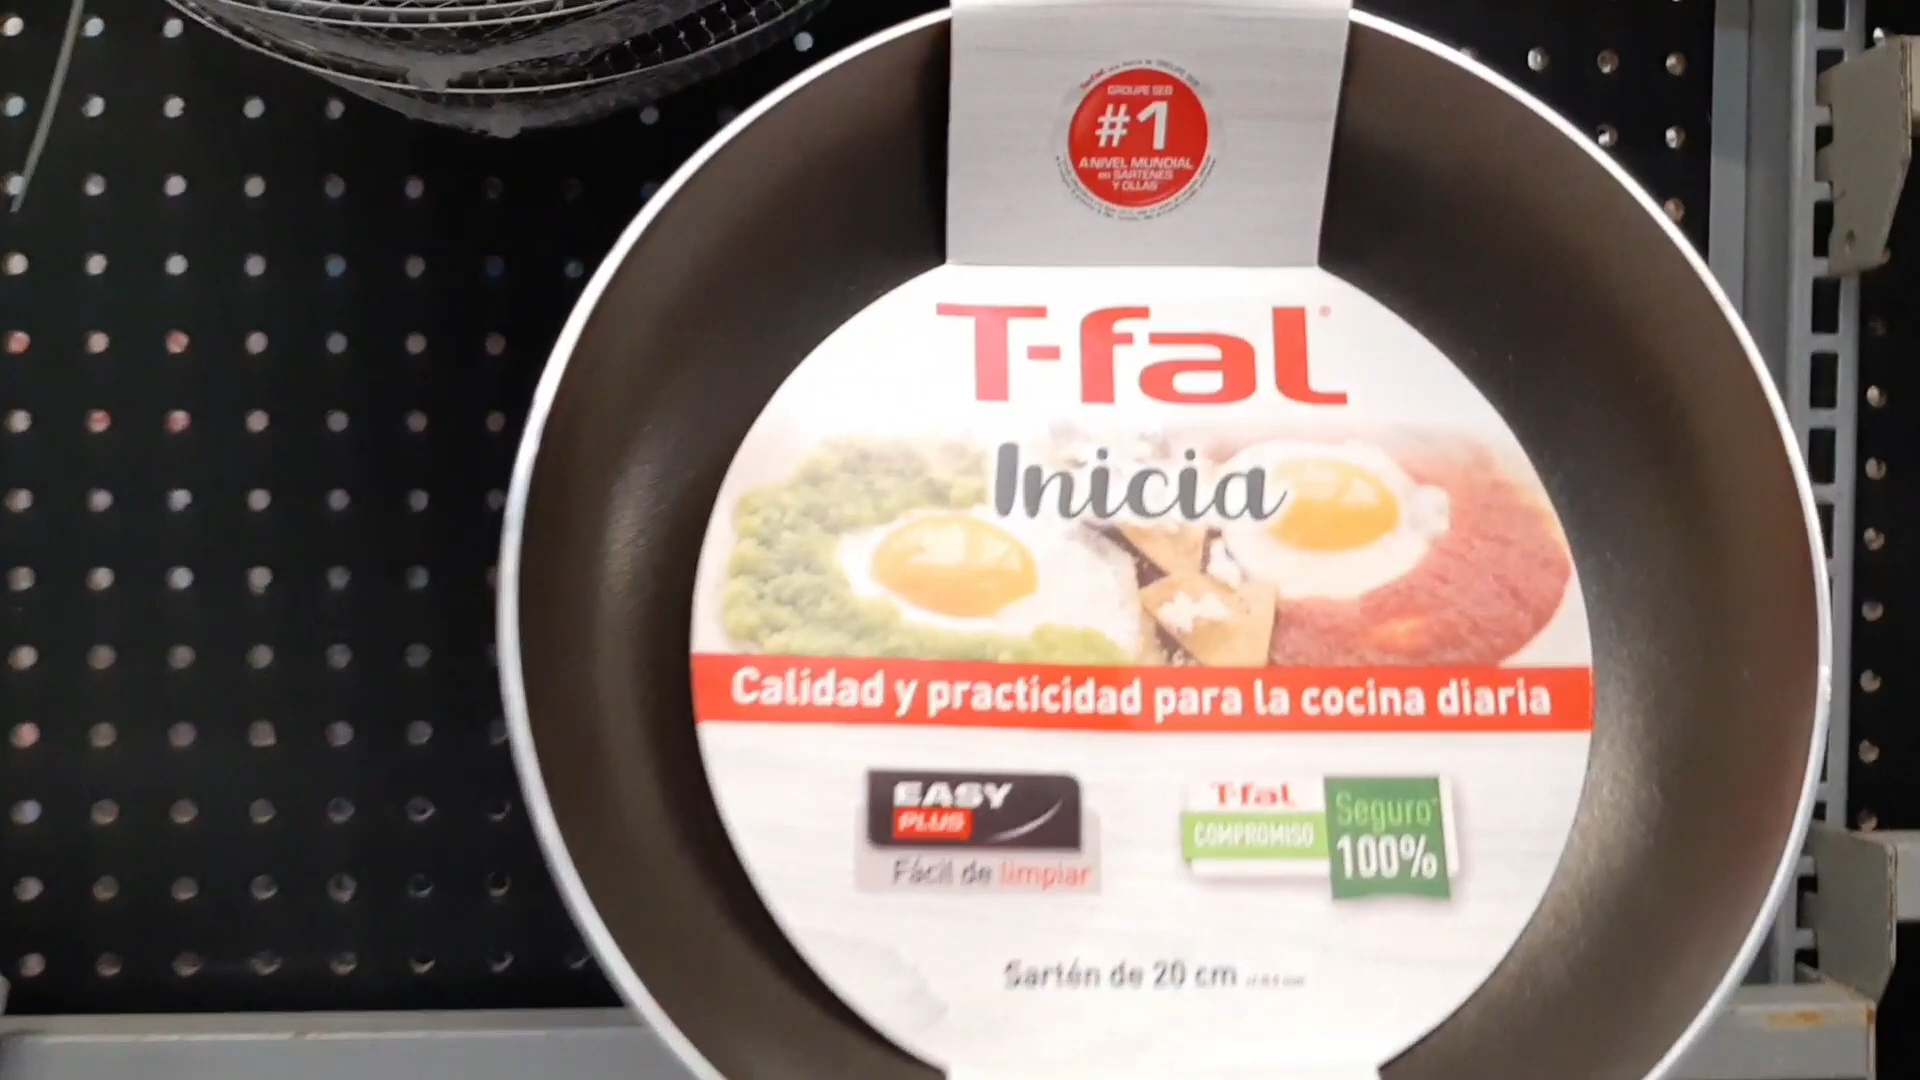 GROUPE SEB
#1
A NIVEL MUNDIAL
en SARTENES
Y OLLAS
T-fal
Inicia
Calidad y practicidad para la cocina diaria
EASY
PLUS
Fácil de limpiar
T-fal
COMPROMISO
Seguro*
100%
Sartén de 20 cm